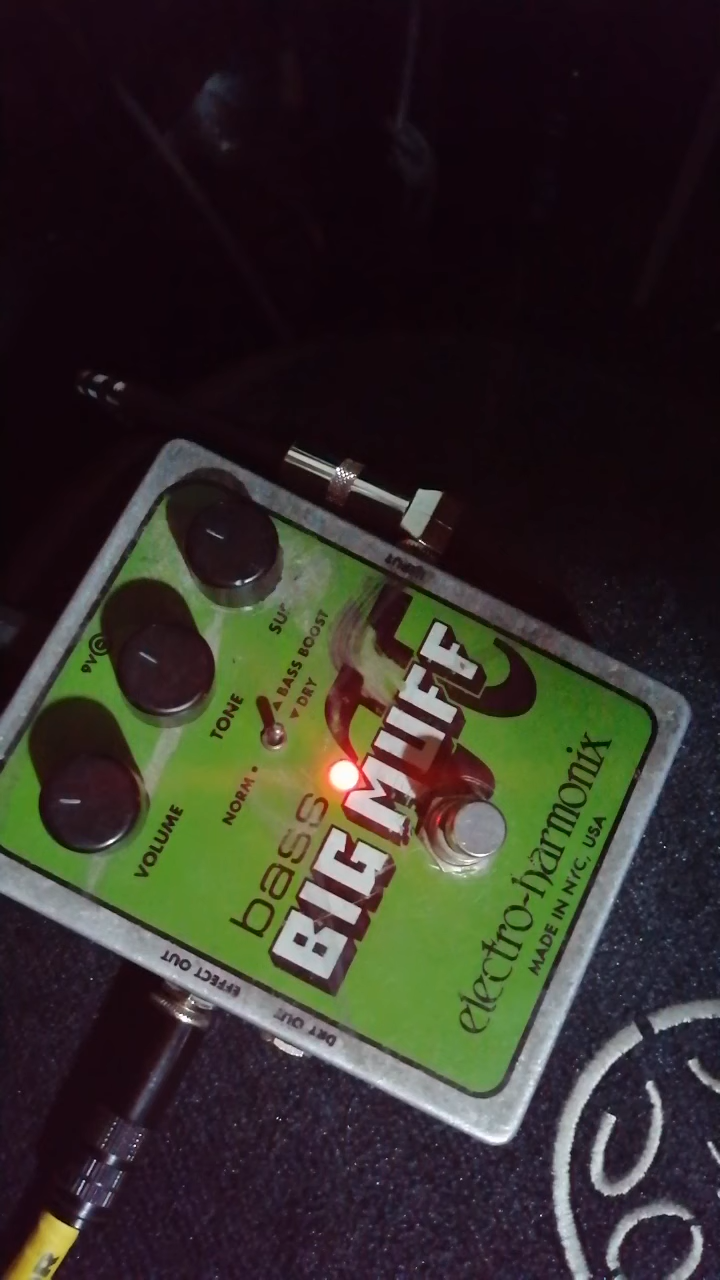 INPUT
9V
VOLUME
TONE
SUS
▲ BASS BOOST
▼ DRY
NORM •
bass
BIG MUFF
electro-harmonix
MADE IN NYC, USA
EFFECT OUT
DRY OUT